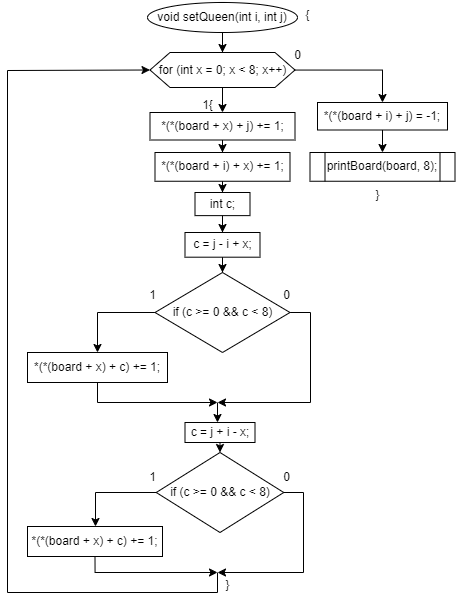 void setQueen(int i, int j) {
for (int x = 0; x < 8; x++)
0
1{
*(*(board + x) + j) += 1;
*(*(board + i) + j) = -1;
*(*(board + i) + x) += 1;
printBoard(board, 8);
}
int c;
c = j - i + x;
1
0
if (c >= 0 && c < 8)
*(*(board + x) + c) += 1;
c = j + i - x;
1
0
if (c >= 0 && c < 8)
*(*(board + x) + c) += 1;
}